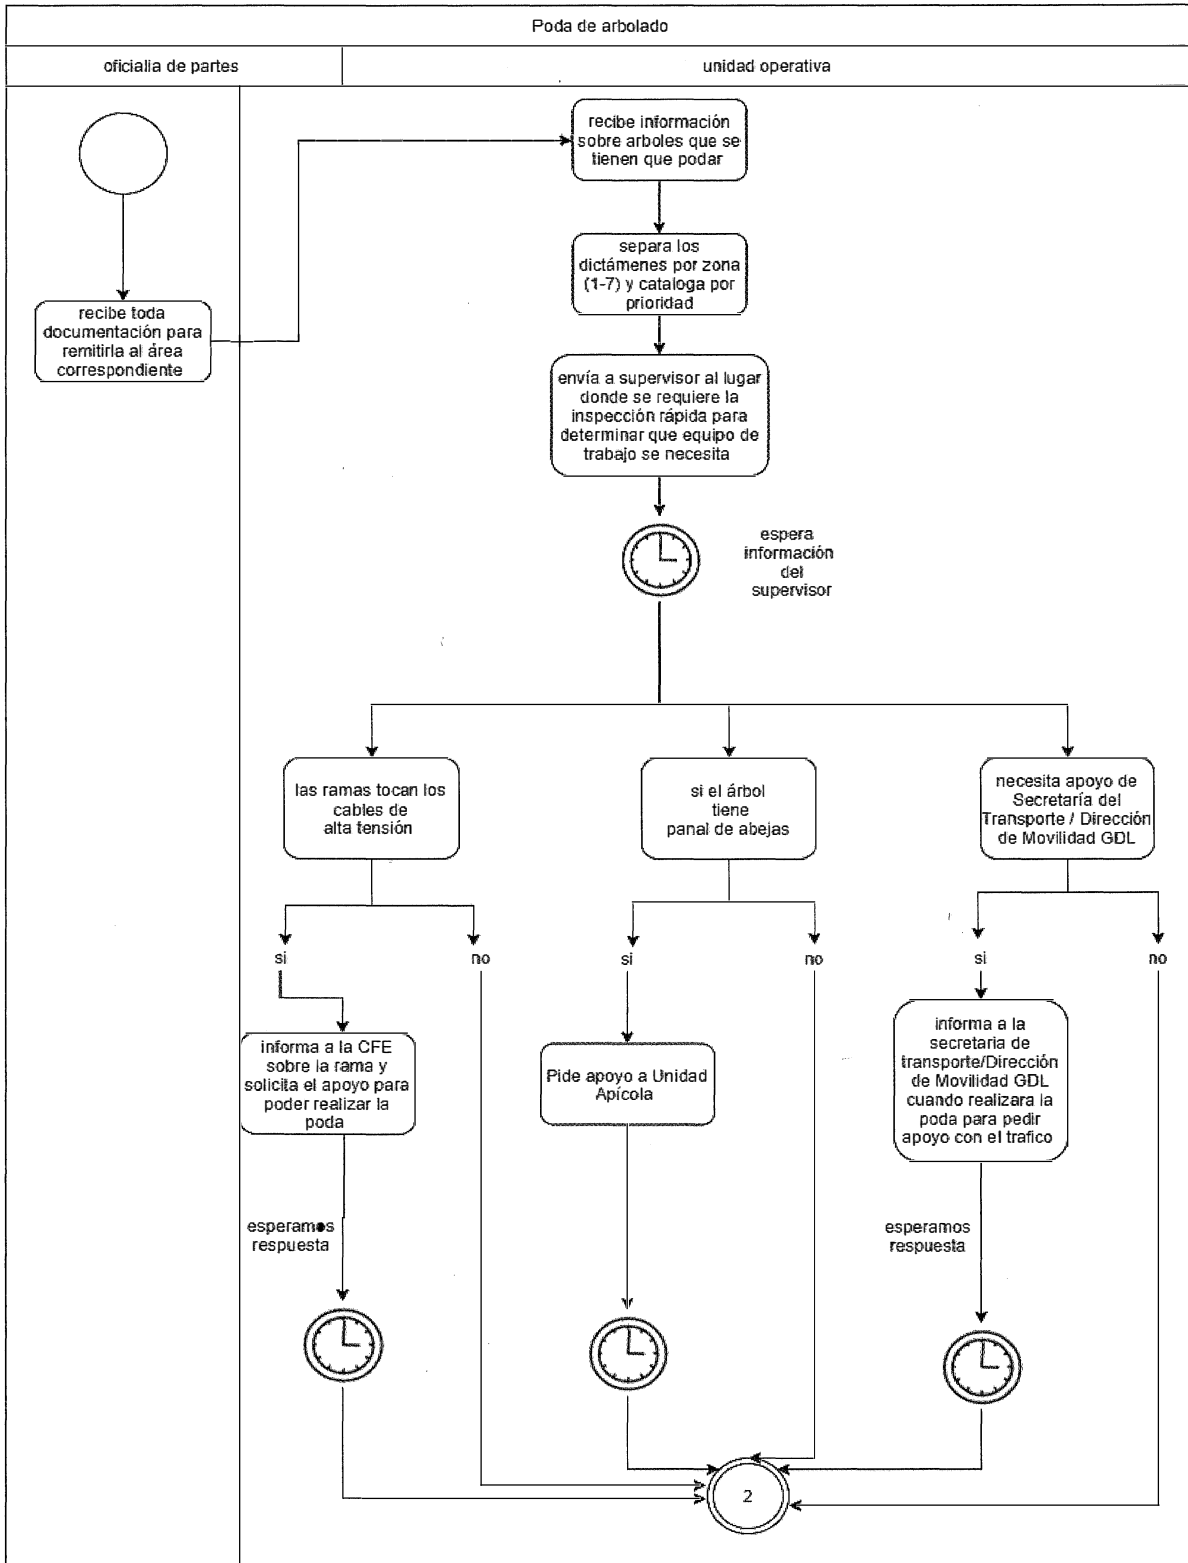 Poda de arbolado
oficialia de partes
unidad operativa
recibe información
sobre arboles que se
tienen que podar
separa los
dictámenes por zona
(1-7) y cataloga por
prioridad
recibe toda
documentación para
remitirla al área
correspondiente
envía a supervisor al lugar
donde se requiere la
inspección rápida para
determinar que equipo de
trabajo se necesita
espera
información
del
supervisor
las ramas tocan los
cables de
alta tensión
si el árbol
tiene
panal de abejas
necesita apoyo de
Secretaría del
Transporte / Dirección
de Movilidad GDL
si
no
si
no
si
no
informa a la CFE
sobre la rama y
solicita el apoyo para
poder realizar la
poda
Pide apoyo a Unidad
Apícola
informa a la
secretaria de
transporte/Dirección
de Movilidad GDL
cuando realizara la
poda para pedir
apoyo con el trafico
esperamos
respuesta
esperamos
respuesta
2